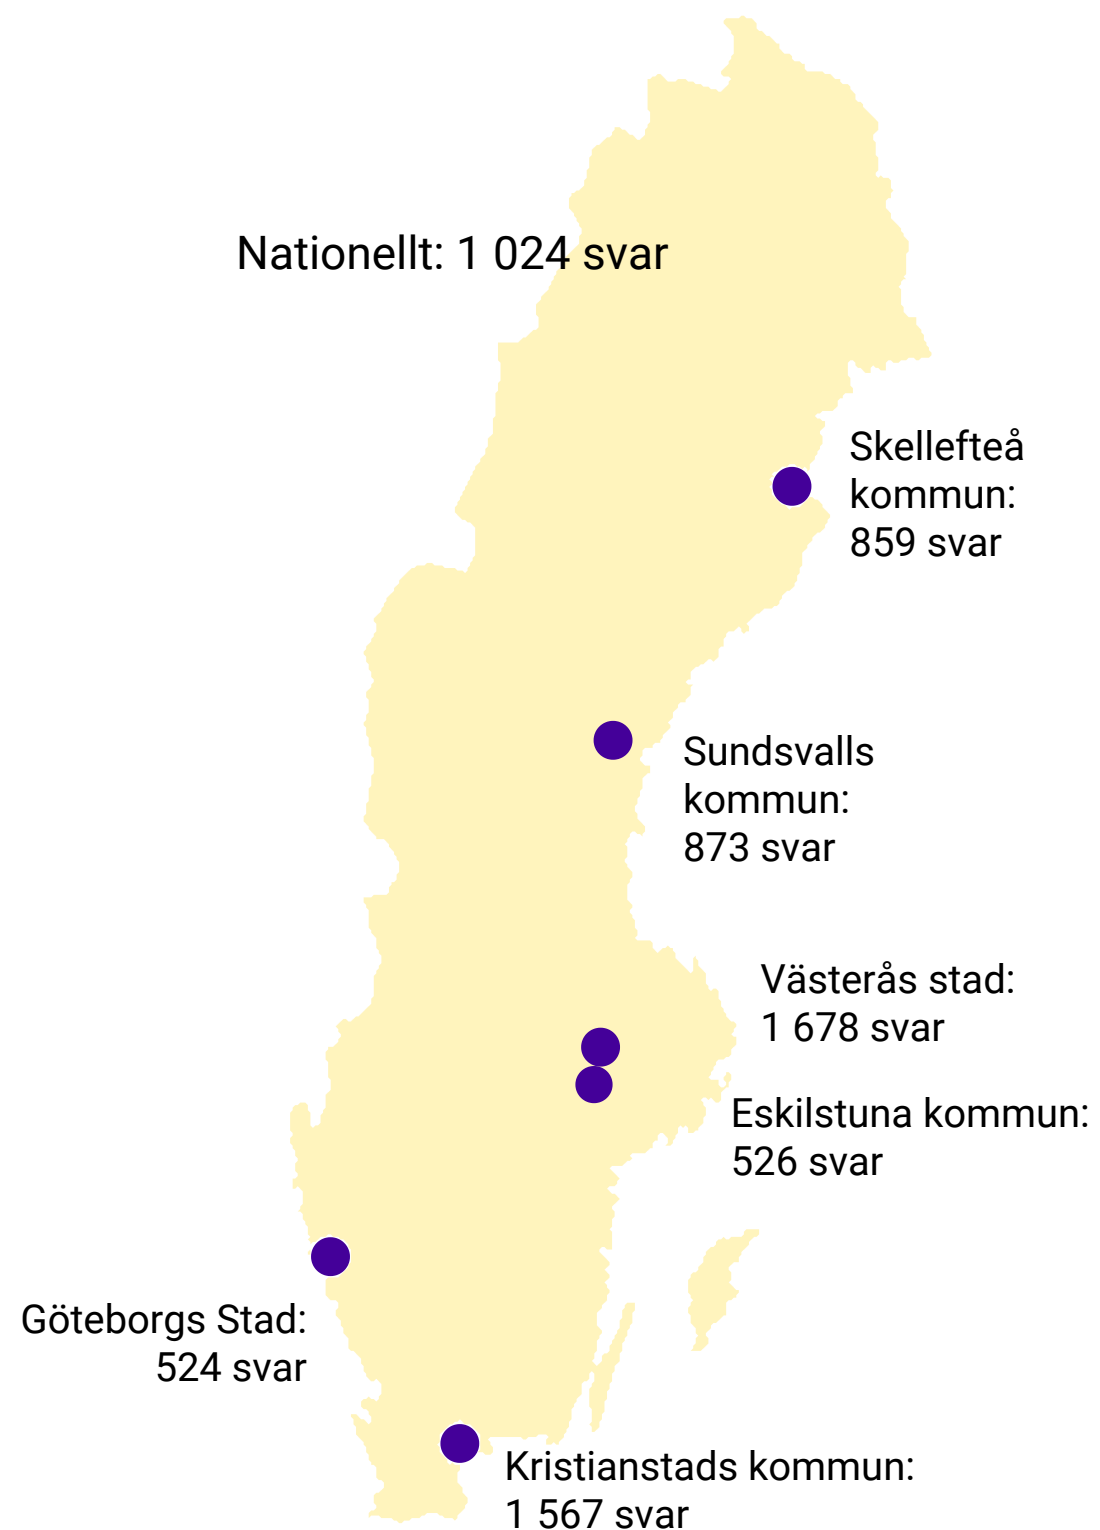 Nationellt: 1 024 svar
Skellefteå
kommun:
859 svar
Sundsvalls
kommun:
873 svar
Västerås stad:
1 678 svar
Eskilstuna kommun:
526 svar
Göteborgs Stad:
524 svar
Kristianstads kommun:
1 567 svar